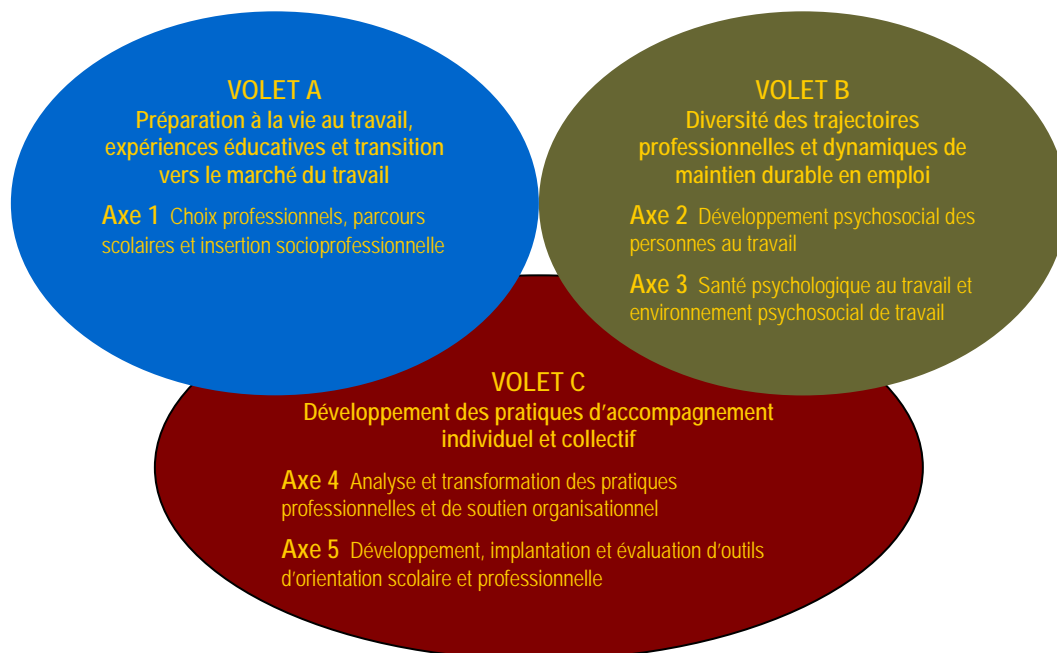 VOLET A
Préparation à la vie au travail,
expériences éducatives et transition
vers le marché du travail
Axe 1 Choix professionnels, parcours
scolaires et insertion socioprofessionnelle
VOLET B
Diversité des trajectoires
professionnelles et dynamiques de
maintien durable en emploi
Axe 2 Développement psychosocial des
personnes au travail
Axe 3 Santé psychologique au travail et
environnement psychosocial de travail
VOLET C
Développement des pratiques d’accompagnement
individuel et collectif
Axe 4 Analyse et transformation des pratiques
professionnelles et de soutien organisationnel
Axe 5 Développement, implantation et évaluation d’outils
d’orientation scolaire et professionnelle